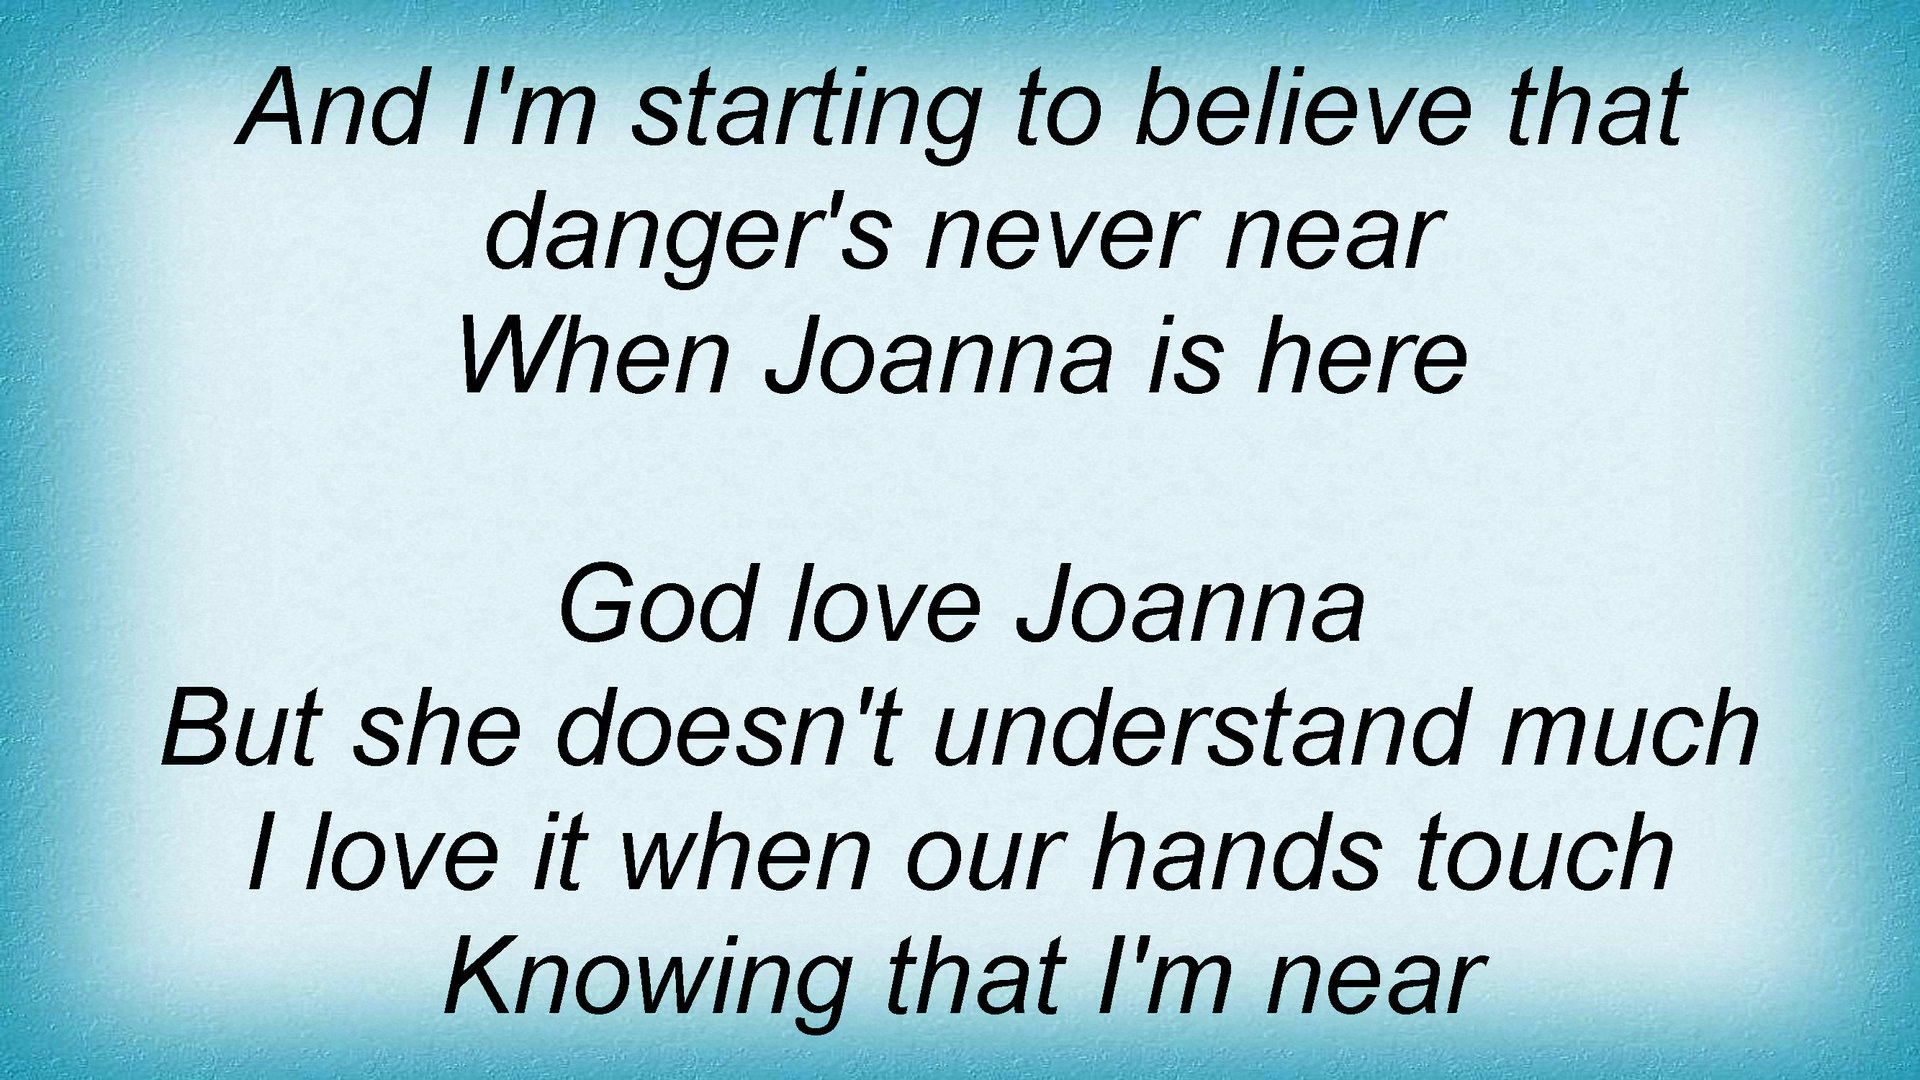 And I'm starting to believe that
danger's never near
When Joanna is here
God love Joanna
But she doesn't understand much
I love it when our hands touch
Knowing that I'm near